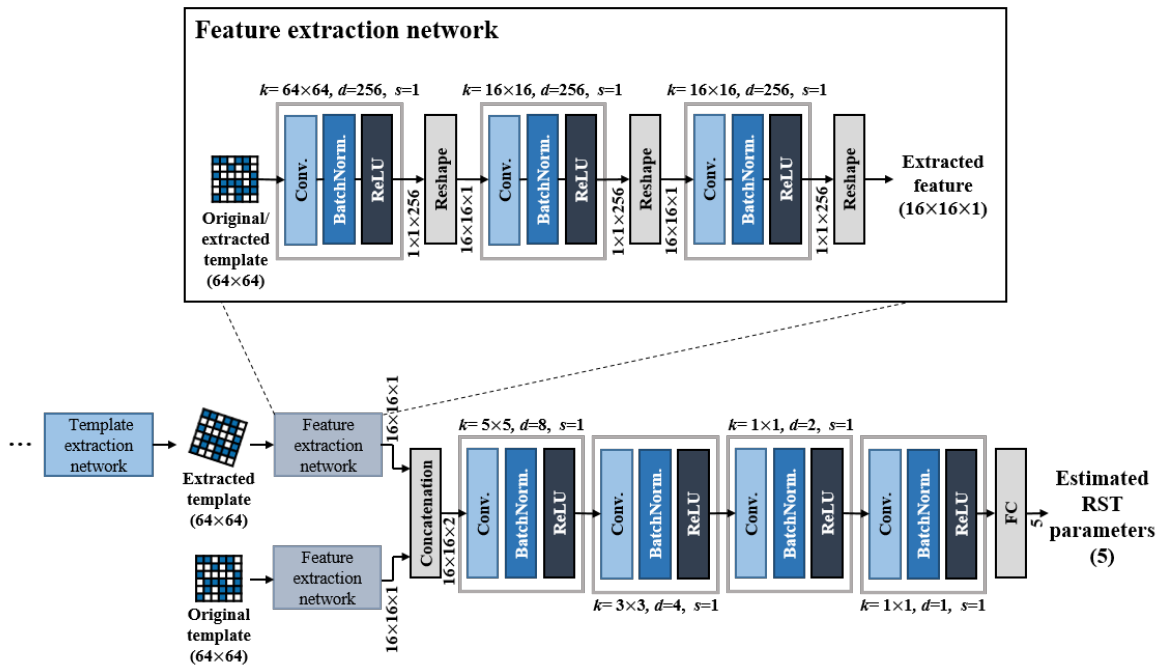 Feature extraction network
k= 64×64, d=256, s=1
k= 16×16, d=256, s=1
k= 16×16, d=256, s=1
Original/
extracted
template
(64×64)
Conv.
BatchNorm.
ReLU
1×1×256
Reshape
16×16×1
Conv.
BatchNorm.
ReLU
1×1×256
Reshape
16×16×1
Conv.
BatchNorm.
ReLU
1×1×256
Reshape
Extracted
feature
(16×16×1)
...
Template
extraction
network
Extracted
template
(64×64)
Feature
extraction
network
16×16×1
Original
template
(64×64)
Feature
extraction
network
16×16×1
Concatenation
16×16×2
k= 5×5, d=8, s=1
Conv.
BatchNorm.
ReLU
Conv.
BatchNorm.
ReLU
k= 3×3, d=4, s=1
k= 1×1, d=2, s=1
Conv.
BatchNorm.
ReLU
Conv.
BatchNorm.
ReLU
k= 1×1, d=1, s=1
FC
5
Estimated
RST
parameters
(5)